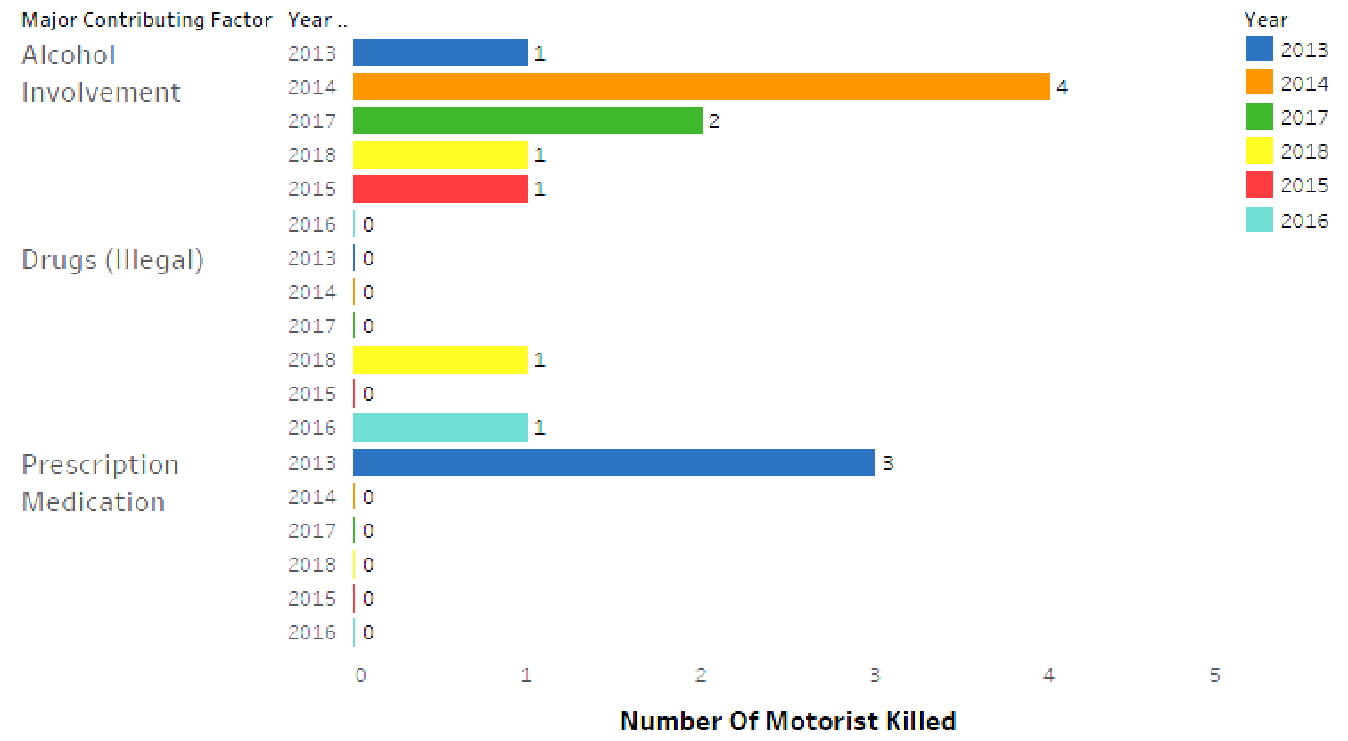 Major Contributing Factor Year ..
Year
Alcohol
Involvement
2013 1
2014 4
2017 2
2018 1
2015 1
2016 0
Drugs (Illegal)
2013 0
2014 0
2017 0
2018 1
2015 0
2016 1
Prescription
Medication
2013 3
2014 0
2017 0
2018 0
2015 0
2016 0
0 1 2 3 4 5
Number Of Motorist Killed
2013
2014
2017
2018
2015
2016